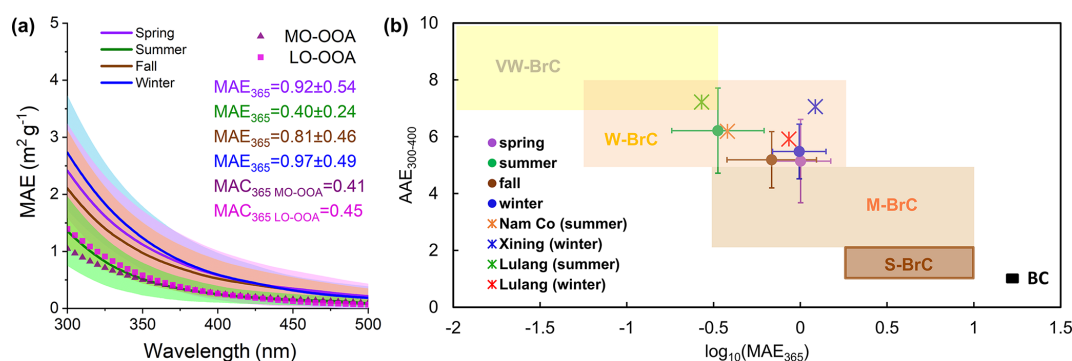 (a)
5
4
3
2
1
0
MAE (m² g⁻¹)
Spring
Summer
Fall
Winter
MO-OOA
LO-OOA
MAE₃₆₅=0.92±0.54
MAE₃₆₅=0.40±0.24
MAE₃₆₅=0.81±0.46
MAE₃₆₅=0.97±0.49
MAC₃₆₅ MO-OOA=0.41
MAC₃₆₅ LO-OOA=0.45
300 350 400 450 500
Wavelength (nm)
(b)
10
8
6
4
2
0
AAE₃₀₀₋₄₀₀
VW-BrC
W-BrC
M-BrC
S-BrC
BC
spring
summer
fall
winter
Nam Co (summer)
Xining (winter)
Lulang (summer)
Lulang (winter)
-2 -1.5 -1 -0.5 0 0.5 1 1.5
log₁₀(MAE₃₆₅)